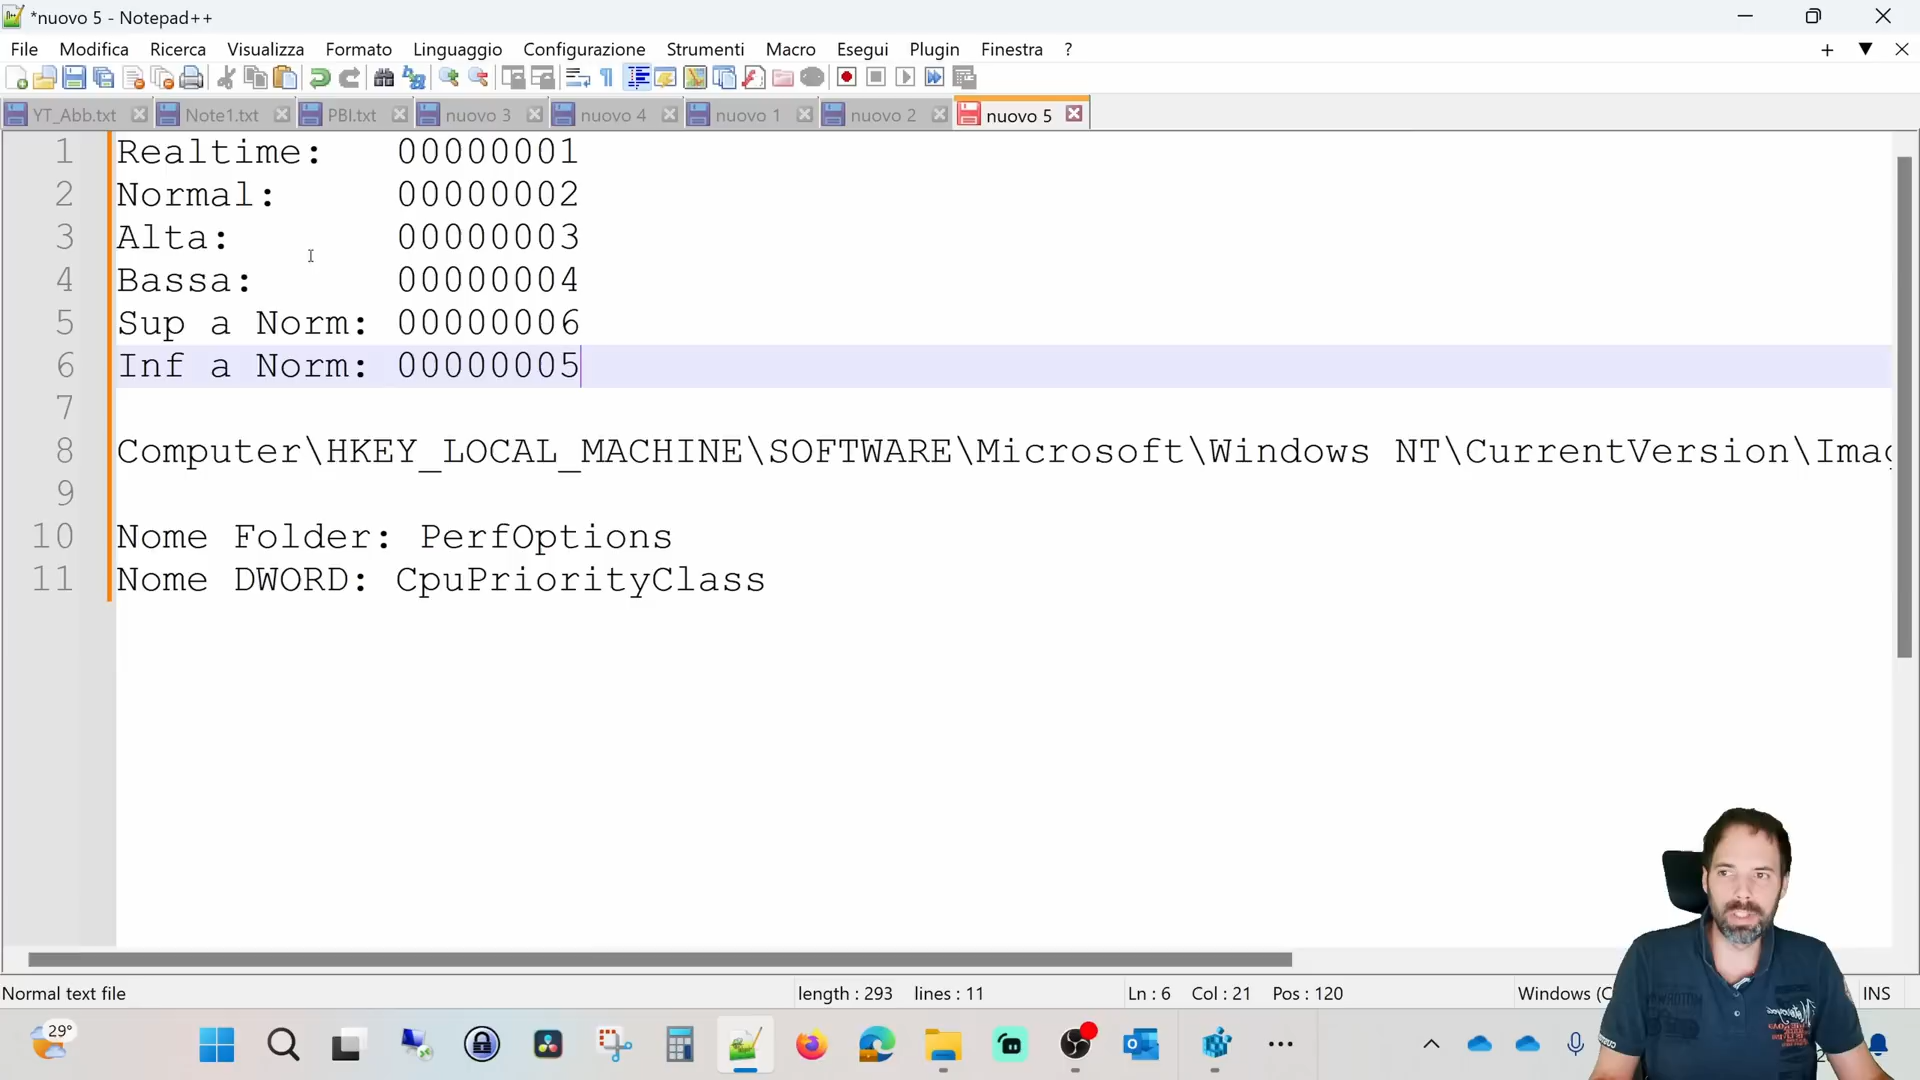 *nuovo 5 - Notepad++
File Modifica Ricerca Visualizza Formato Linguaggio Configurazione Strumenti Macro Esegui Plugin Finestra ?
YT_Abb.txt Note1.txt PBI.txt nuovo 3 nuovo 4 nuovo 1 nuovo 2 nuovo 5
1 Realtime: 00000001
2 Normal: 00000002
3 Alta: 00000003
4 Bassa: 00000004
5 Sup a Norm: 00000006
6 Inf a Norm: 00000005
7
8 Computer\HKEY_LOCAL_MACHINE\SOFTWARE\Microsoft\Windows NT\CurrentVersion\Imag
9
10 Nome Folder: PerfOptions
11 Nome DWORD: CpuPriorityClass
Normal text file length : 293 lines : 11 Ln : 6 Col : 21 Pos : 120 Windows (C INS
29°